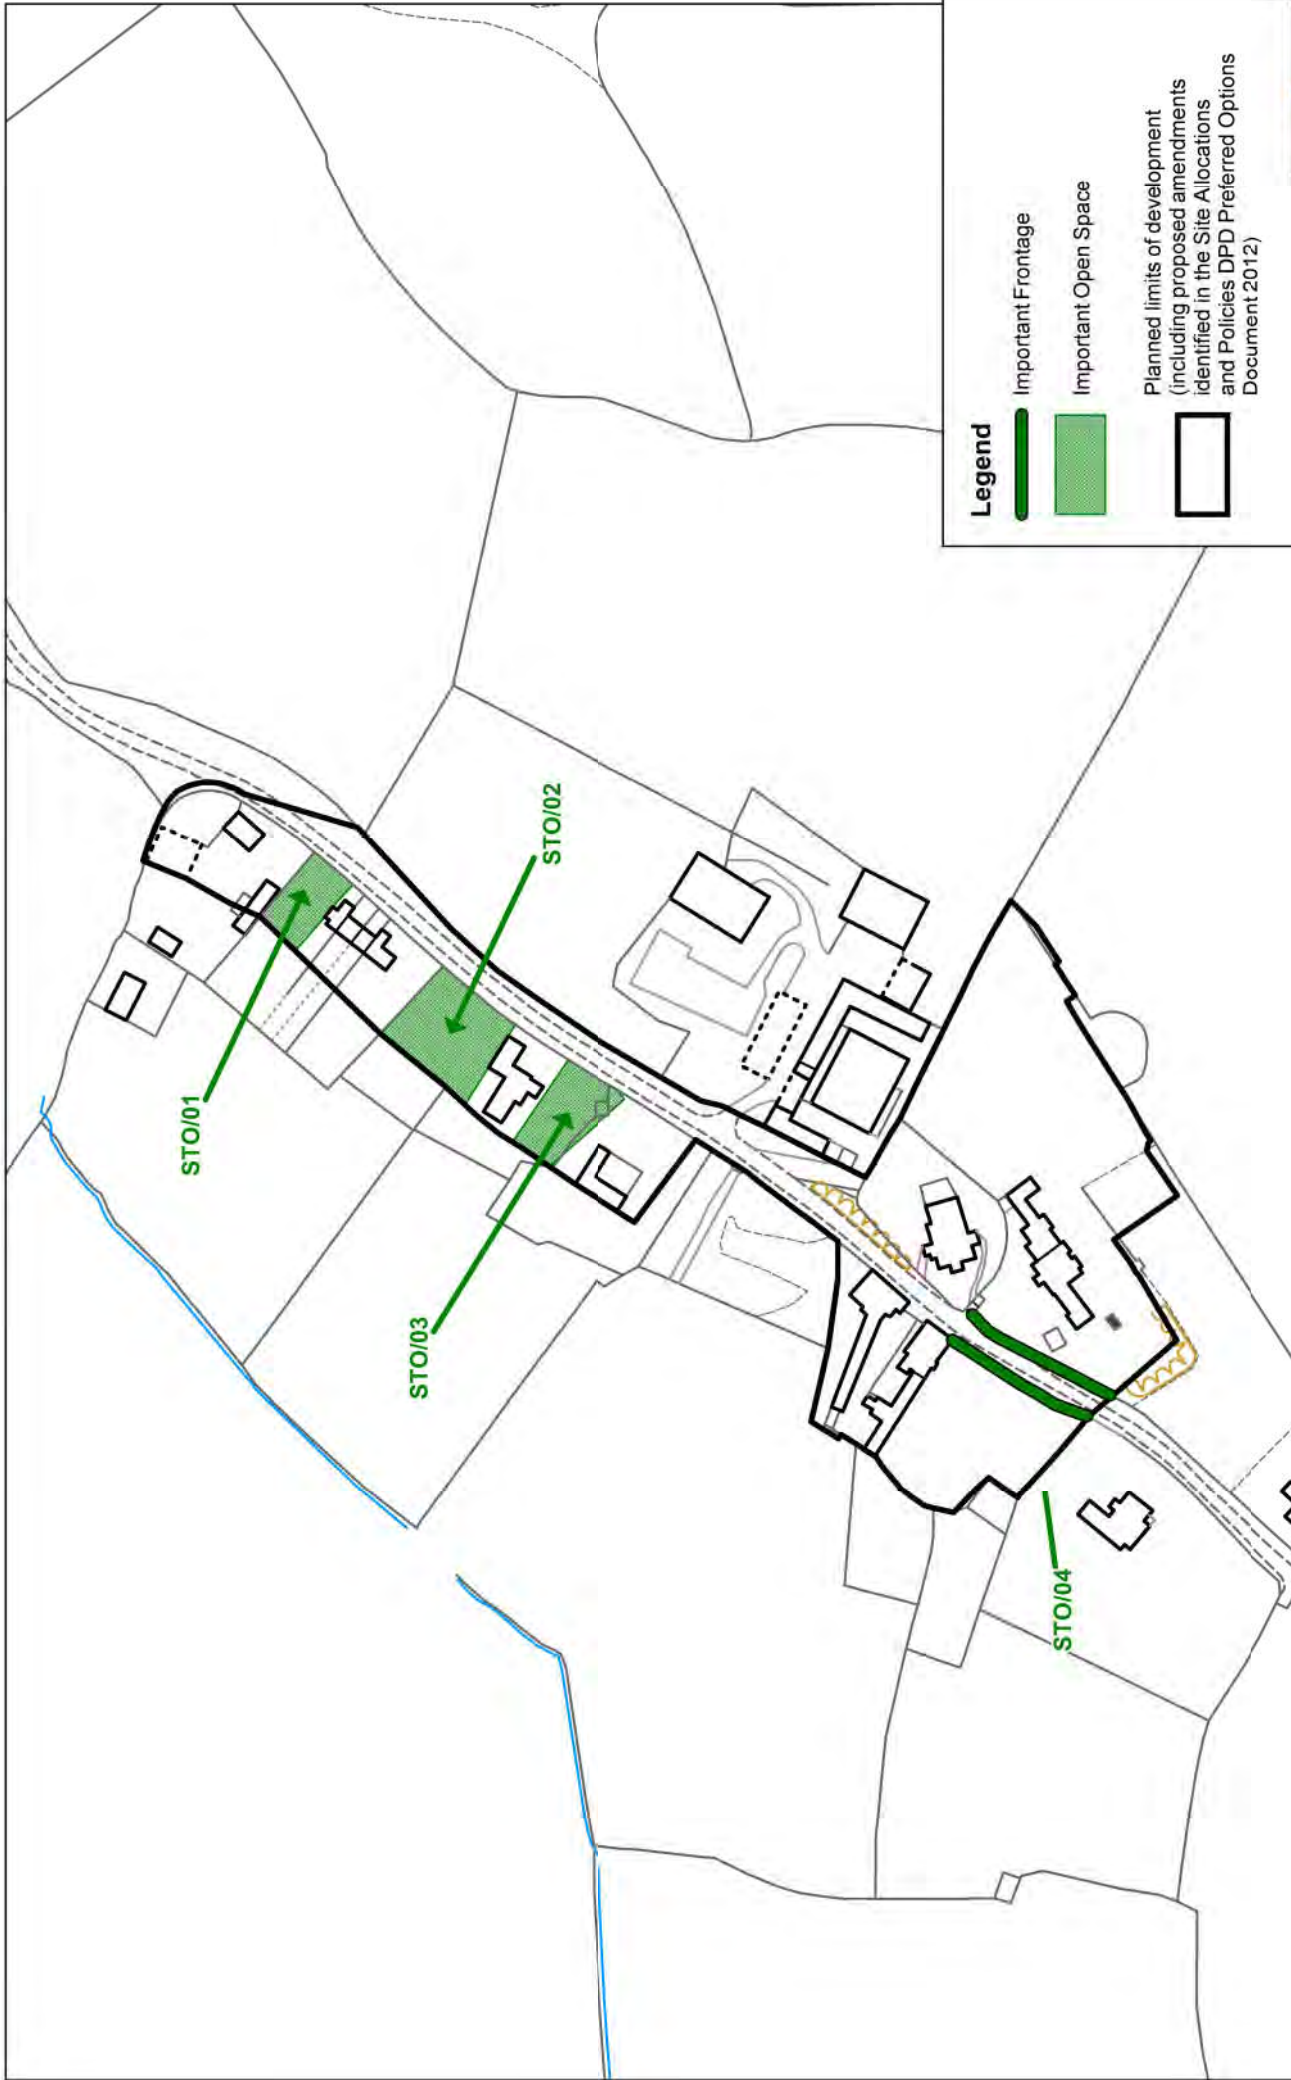 STO/01
STO/02
STO/03
STO/04
Legend
Important Frontage
Important Open Space
Planned limits of development
(including proposed amendments
identified in the Site Allocations
and Policies DPD Preferred Options
Document 2012)